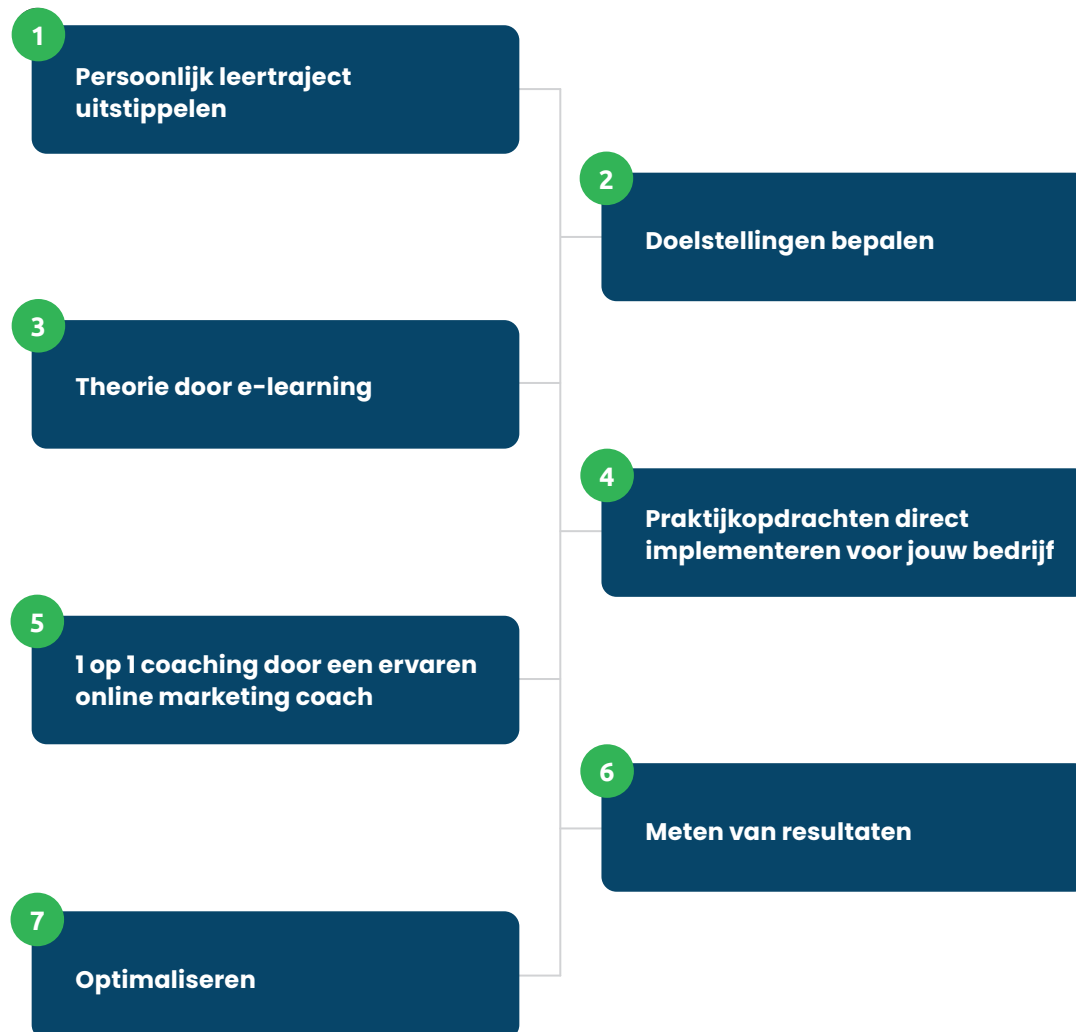 1
Persoonlijk leertraject
uitstippelen
2
Doelstellingen bepalen
3
Theorie door e-learning
4
Praktijkopdrachten direct
implementeren voor jouw bedrijf
5
1 op 1 coaching door een ervaren
online marketing coach
6
Meten van resultaten
7
Optimaliseren